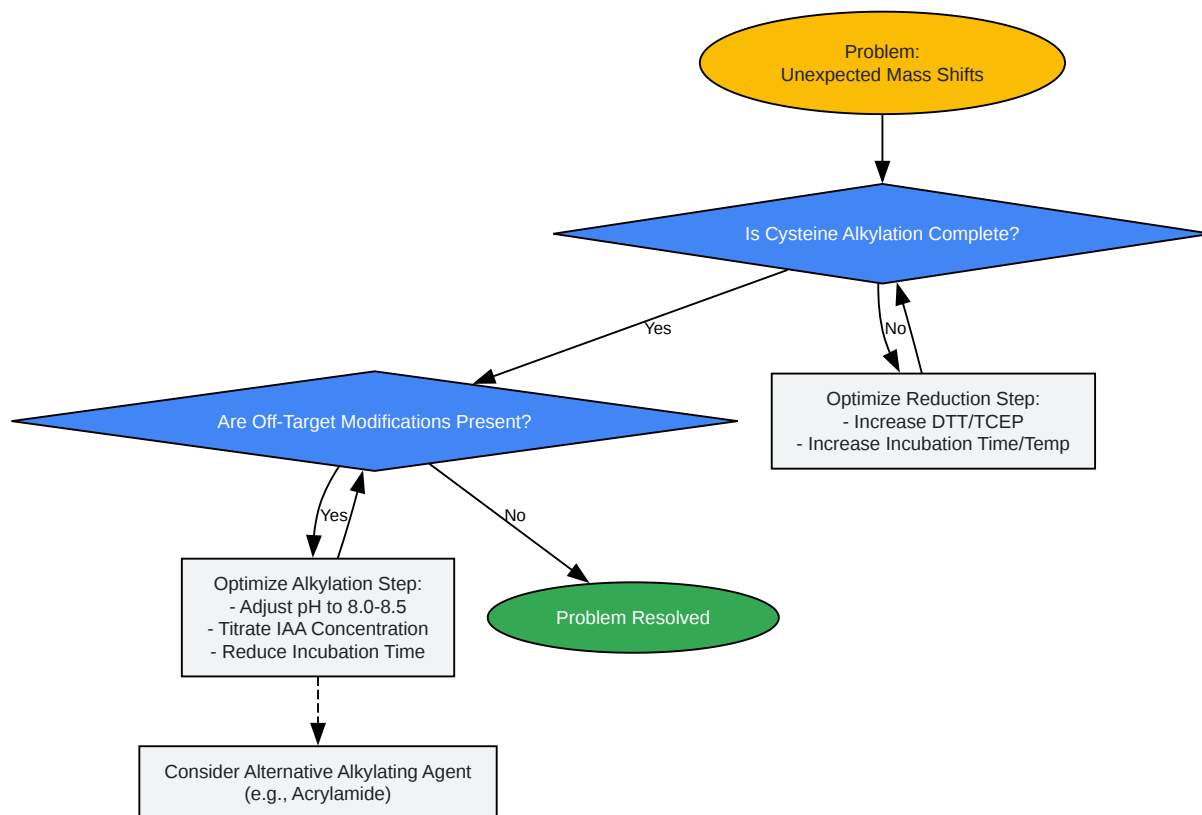 Problem:
Unexpected Mass Shifts
Is Cysteine Alkylation Complete?
Yes
No
Optimize Reduction Step:
- Increase DTT/TCEP
- Increase Incubation Time/Temp
Are Off-Target Modifications Present?
Yes
No
Optimize Alkylation Step:
- Adjust pH to 8.0-8.5
- Titrate IAA Concentration
- Reduce Incubation Time
Problem Resolved
Consider Alternative Alkylating Agent
(e.g., Acrylamide)